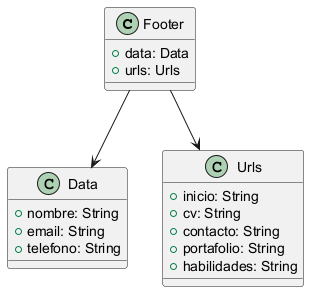 C Footer
data: Data
urls: Urls
C Data
nombre: String
email: String
telefono: String
C Urls
inicio: String
cv: String
contacto: String
portafolio: String
habilidades: String